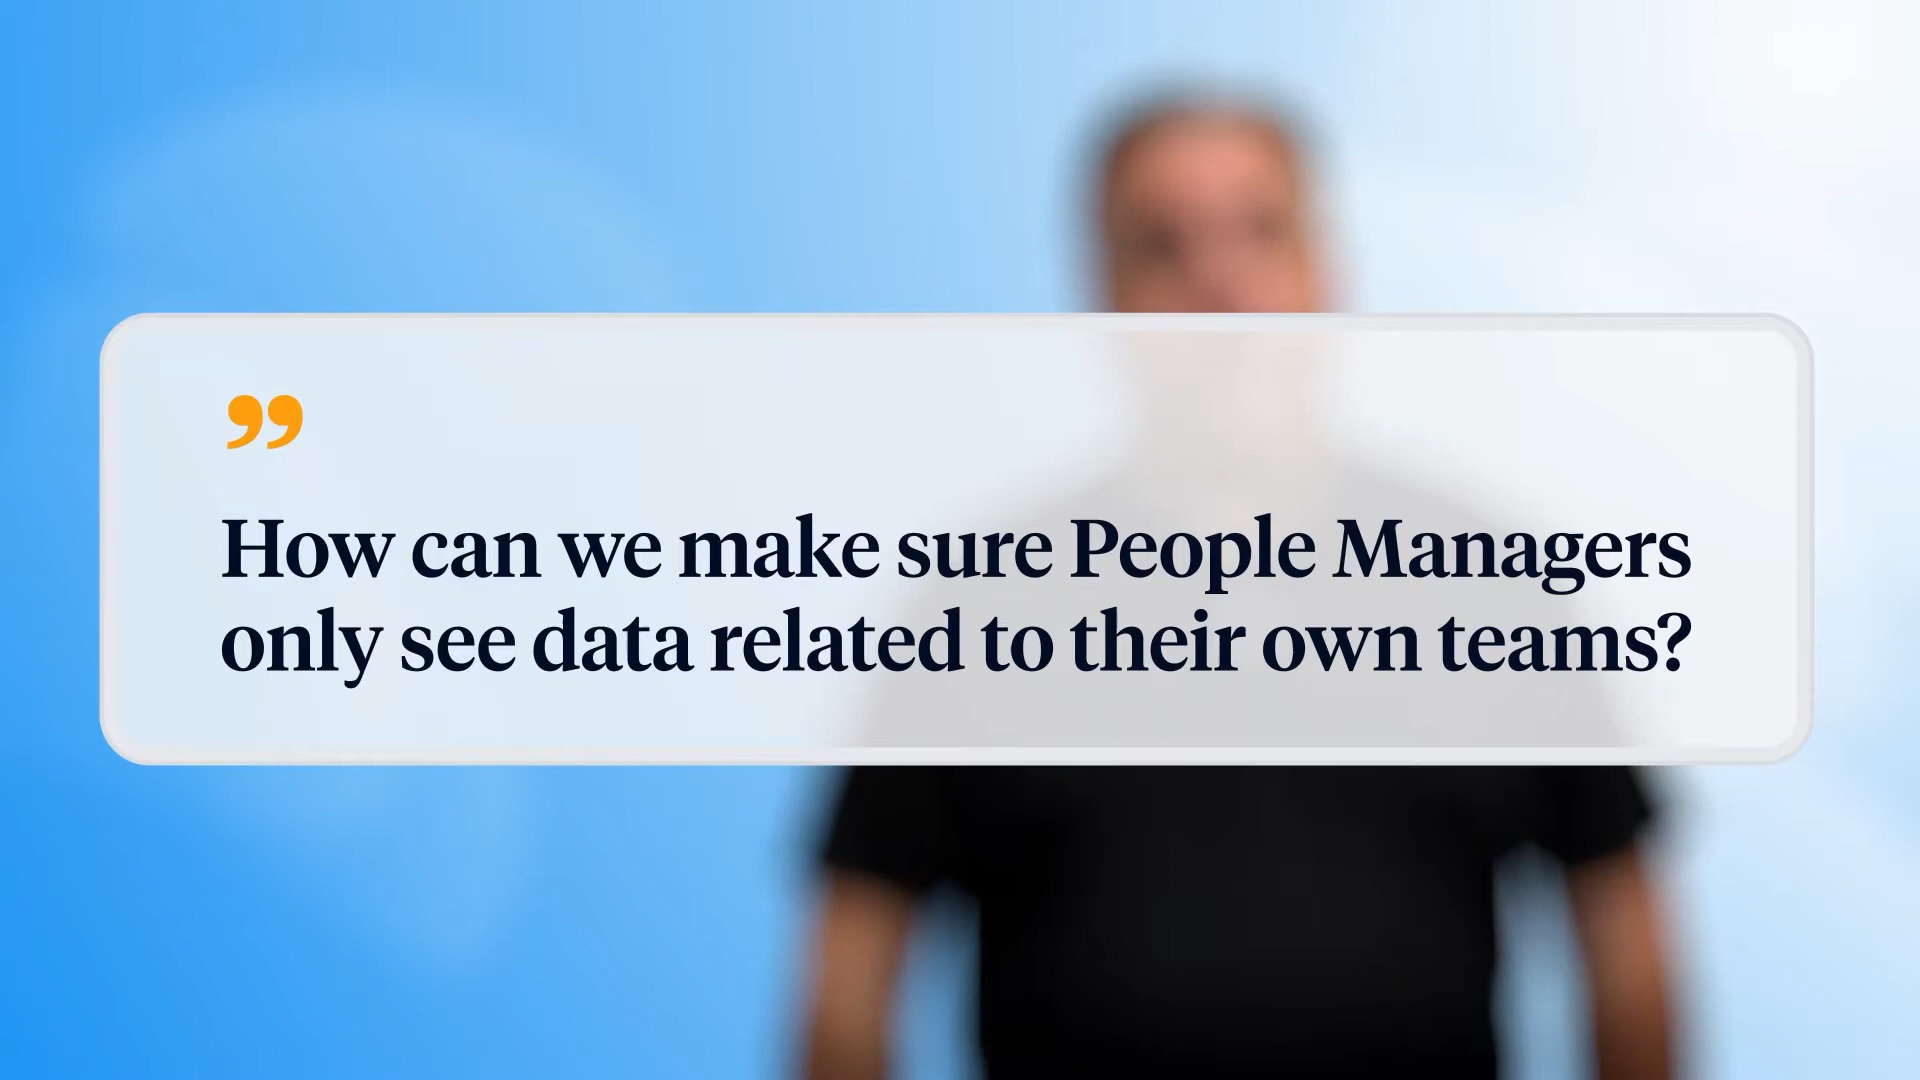 ”
How can we make sure People Managers
only see data related to their own teams?